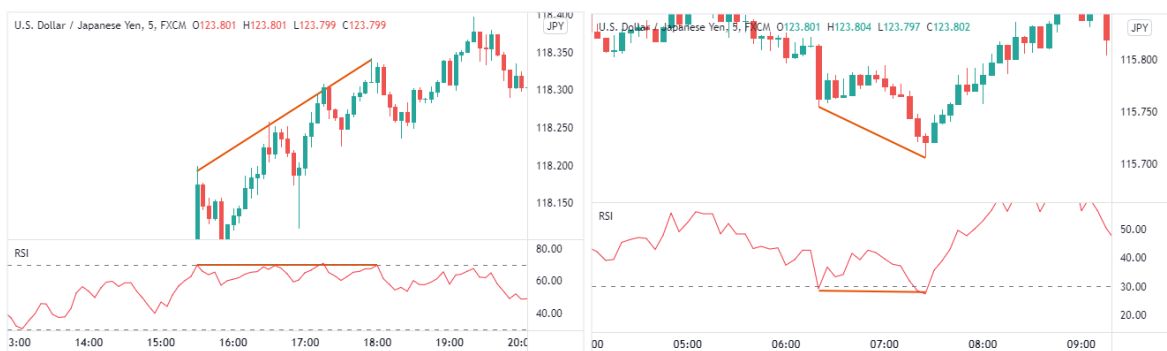 U.S. Dollar / Japanese Yen, 5, FXCM O123.801 H123.801 L123.799 C123.799
118.400
JPY
118.350
118.300
118.250
118.200
118.150
RSI
80.00
60.00
40.00
3:00 14:00 15:00 16:00 17:00 18:00 19:00 20:0
U.S. Dollar / Japanese Yen, 5, FXCM O123.801 H123.804 L123.797 C123.802
JPY
115.800
115.750
115.700
RSI
50.00
40.00
30.00
20.00
:00 05:00 06:00 07:00 08:00 09:00